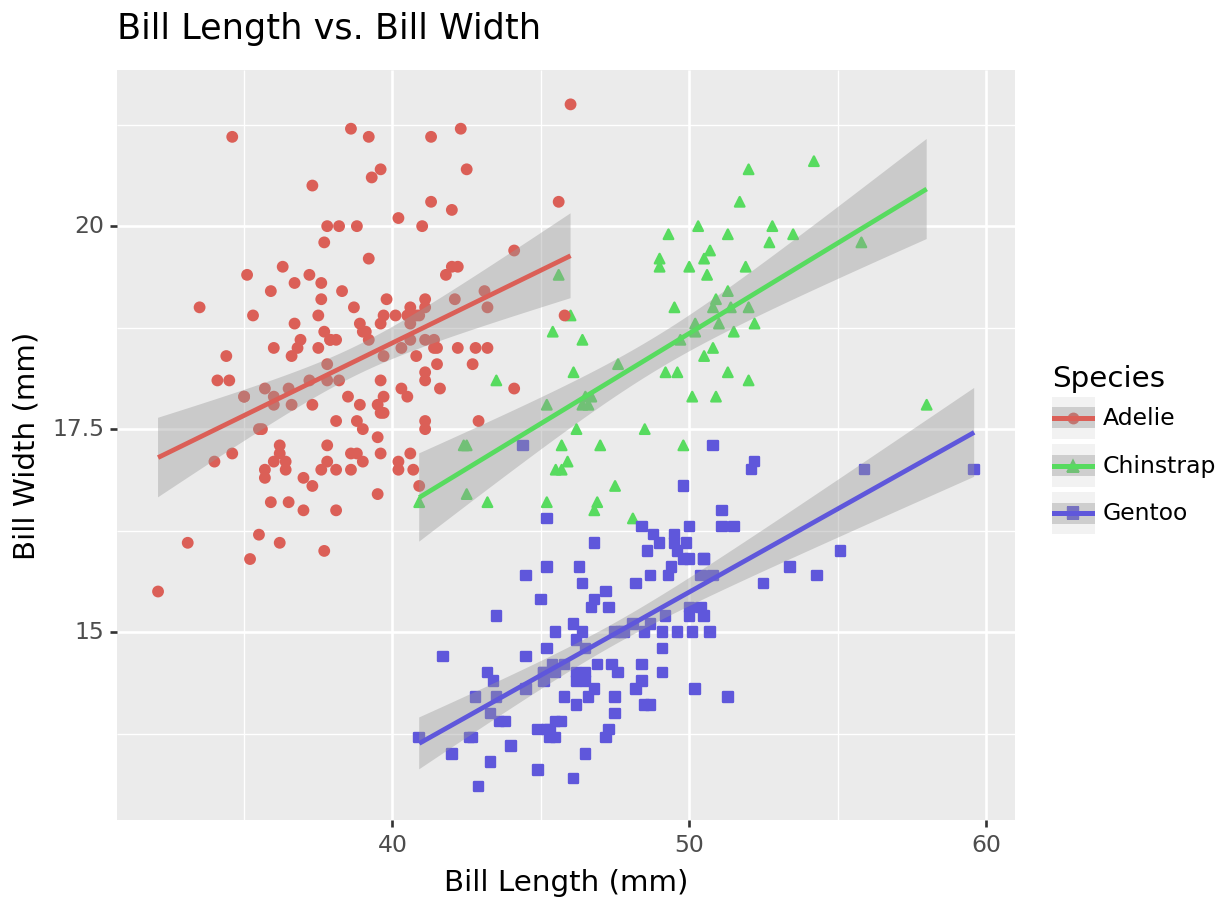 Bill Length vs. Bill Width
Bill Width (mm)
20
17.5
15
40 50 60
Bill Length (mm)
Species
Adelie
Chinstrap
Gentoo